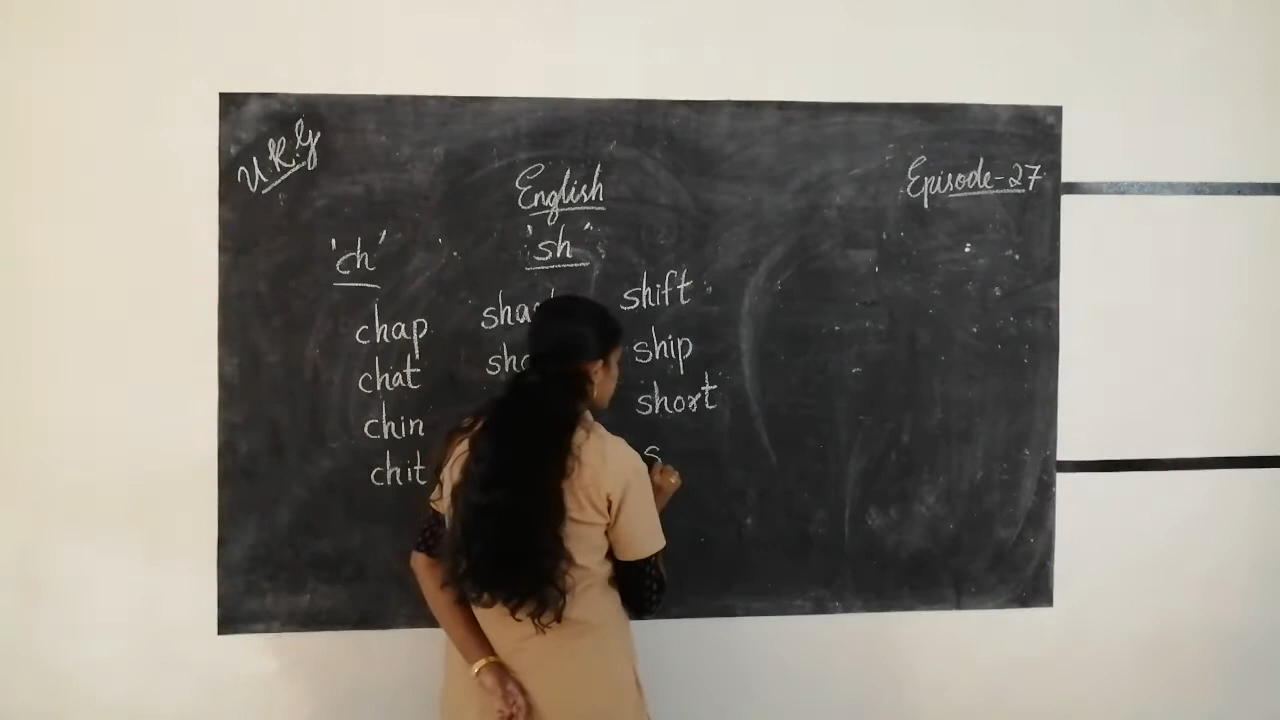 U.K.G
English
Episode-27
'ch'
'sh'
chap
chat
chin
chit
shift
ship
short
s